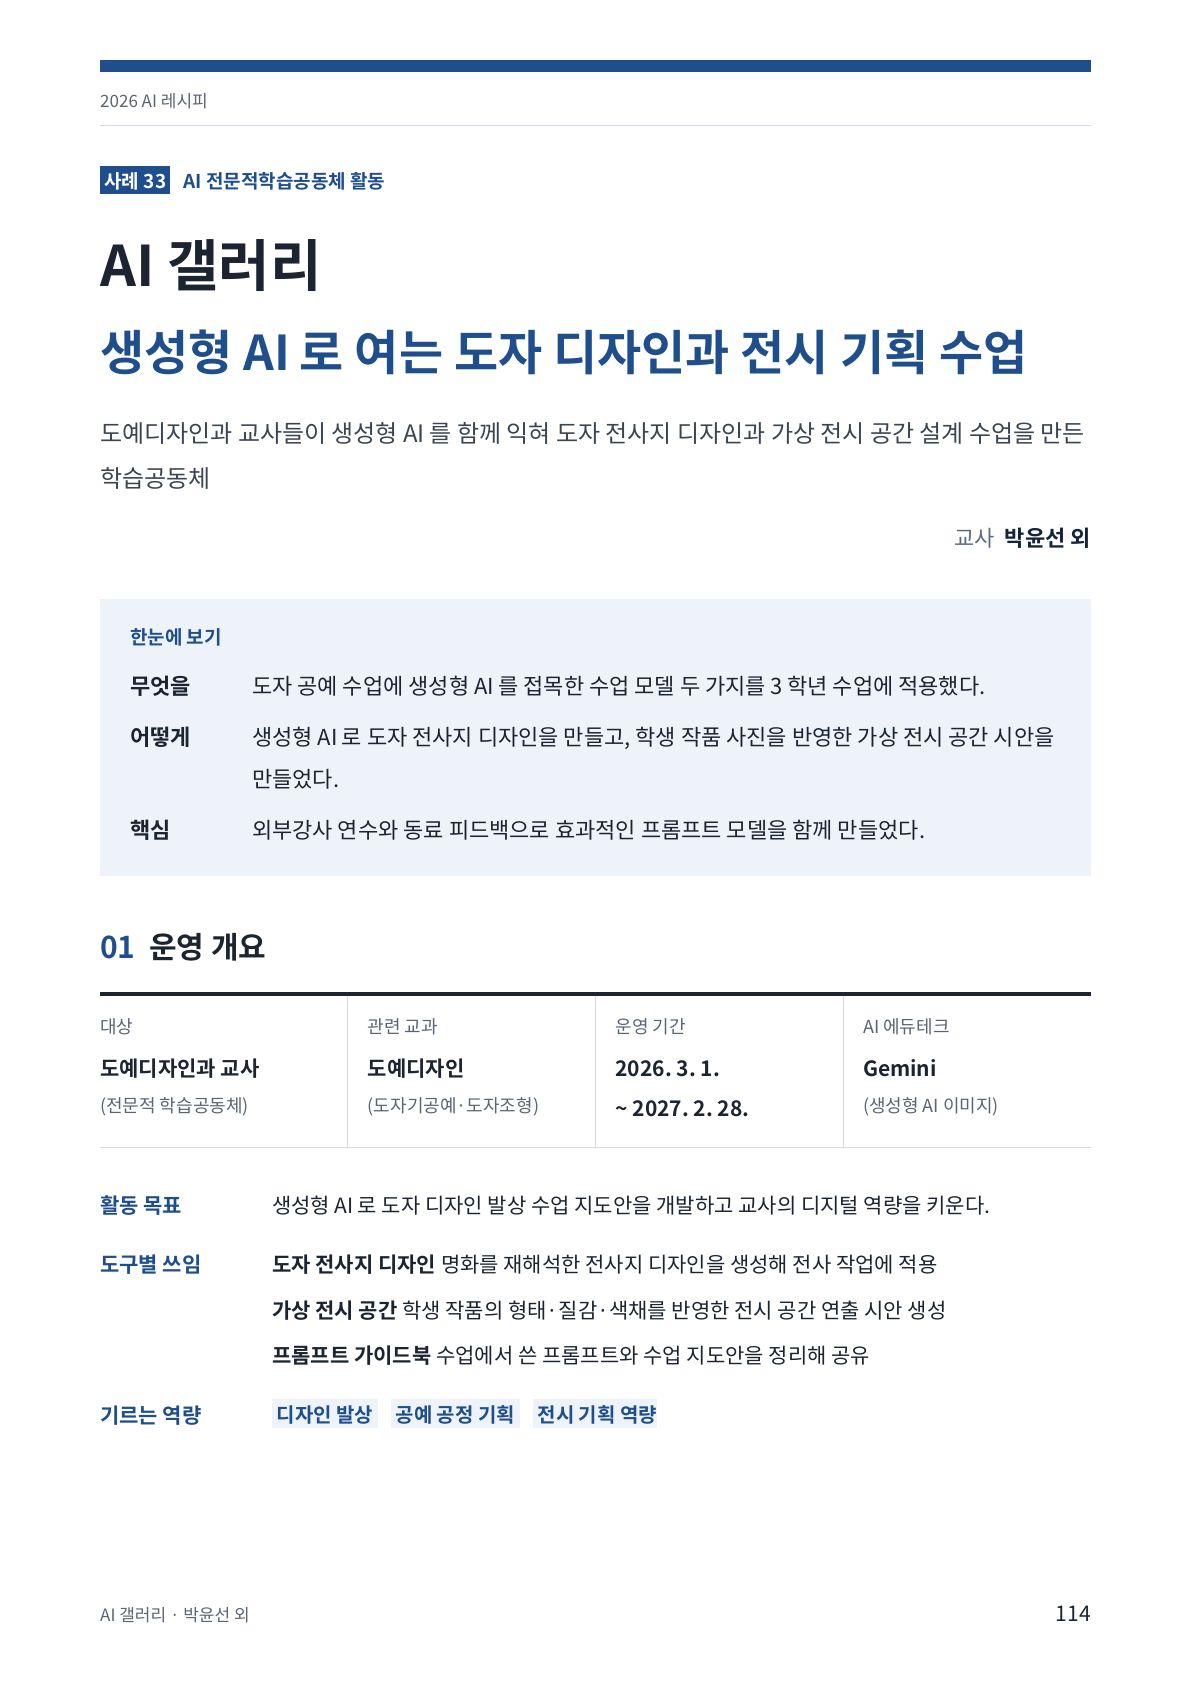 2026 AI 레시피
사례 33 AI 전문적학습공동체 활동
AI 갤러리
생성형 AI 로 여는 도자 디자인과 전시 기획 수업
도예디자인과 교사들이 생성형 AI 를 함께 익혀 도자 전사지 디자인과 가상 전시 공간 설계 수업을 만든
학습공동체
교사 박윤선 외
한눈에 보기
무엇을 도자 공예 수업에 생성형 AI 를 접목한 수업 모델 두 가지를 3 학년 수업에 적용했다.
어떻게 생성형 AI 로 도자 전사지 디자인을 만들고, 학생 작품 사진을 반영한 가상 전시 공간 시안을
만들었다.
핵심 외부강사 연수와 동료 피드백으로 효과적인 프롬프트 모델을 함께 만들었다.
01 운영 개요
대상 관련 교과 운영 기간 AI 에듀테크
도예디자인과 교사 도예디자인 2026. 3. 1. Gemini
(전문적 학습공동체) (도자기공예·도자조형) ~ 2027. 2. 28. (생성형 AI 이미지)
활동 목표 생성형 AI 로 도자 디자인 발상 수업 지도안을 개발하고 교사의 디지털 역량을 키운다.
도구별 쓰임 도자 전사지 디자인 명화를 재해석한 전사지 디자인을 생성해 전사 작업에 적용
가상 전시 공간 학생 작품의 형태·질감·색채를 반영한 전시 공간 연출 시안 생성
프롬프트 가이드북 수업에서 쓴 프롬프트와 수업 지도안을 정리해 공유
기르는 역량 디자인 발상 공예 공정 기획 전시 기획 역량
AI 갤러리 · 박윤선 외 114